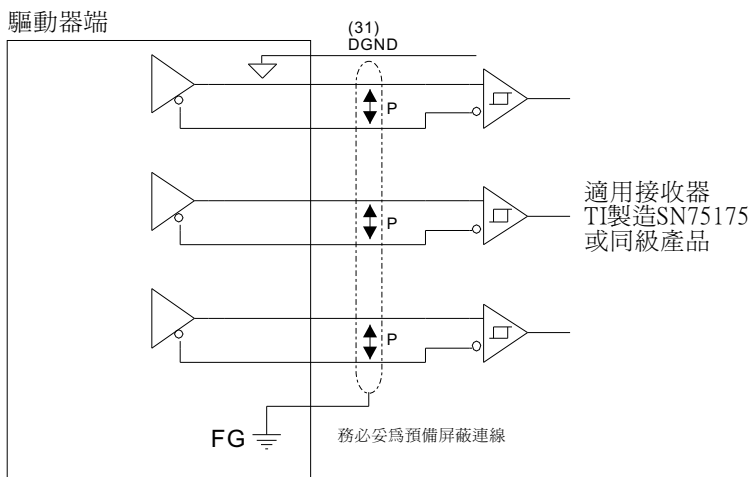 驅動器端
(31)
DGND
P
P
適用接收器
TI製造SN75175
或同級產品
P
FG
務必妥爲預備屏蔽連線